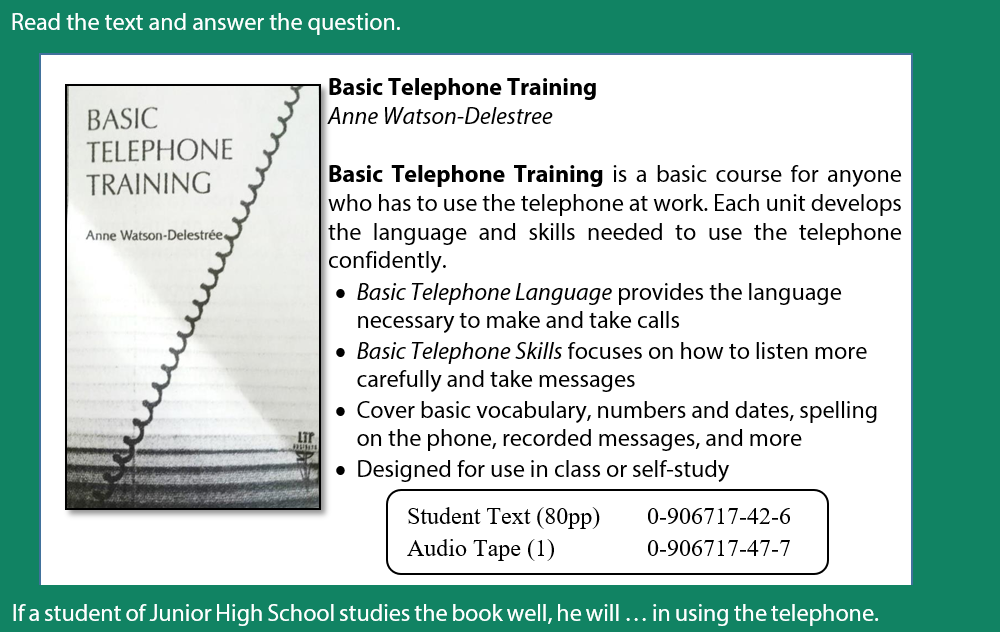 Read the text and answer the question.
BASIC
TELEPHONE
TRAINING
Anne Watson-Delestrée
LTP
Basic Telephone Training
Anne Watson-Delestree
Basic Telephone Training is a basic course for anyone
who has to use the telephone at work. Each unit develops
the language and skills needed to use the telephone
confidently.
• Basic Telephone Language provides the language
necessary to make and take calls
• Basic Telephone Skills focuses on how to listen more
carefully and take messages
• Cover basic vocabulary, numbers and dates, spelling
on the phone, recorded messages, and more
• Designed for use in class or self-study
Student Text (80pp) 0-906717-42-6
Audio Tape (1) 0-906717-47-7
If a student of Junior High School studies the book well, he will … in using the telephone.